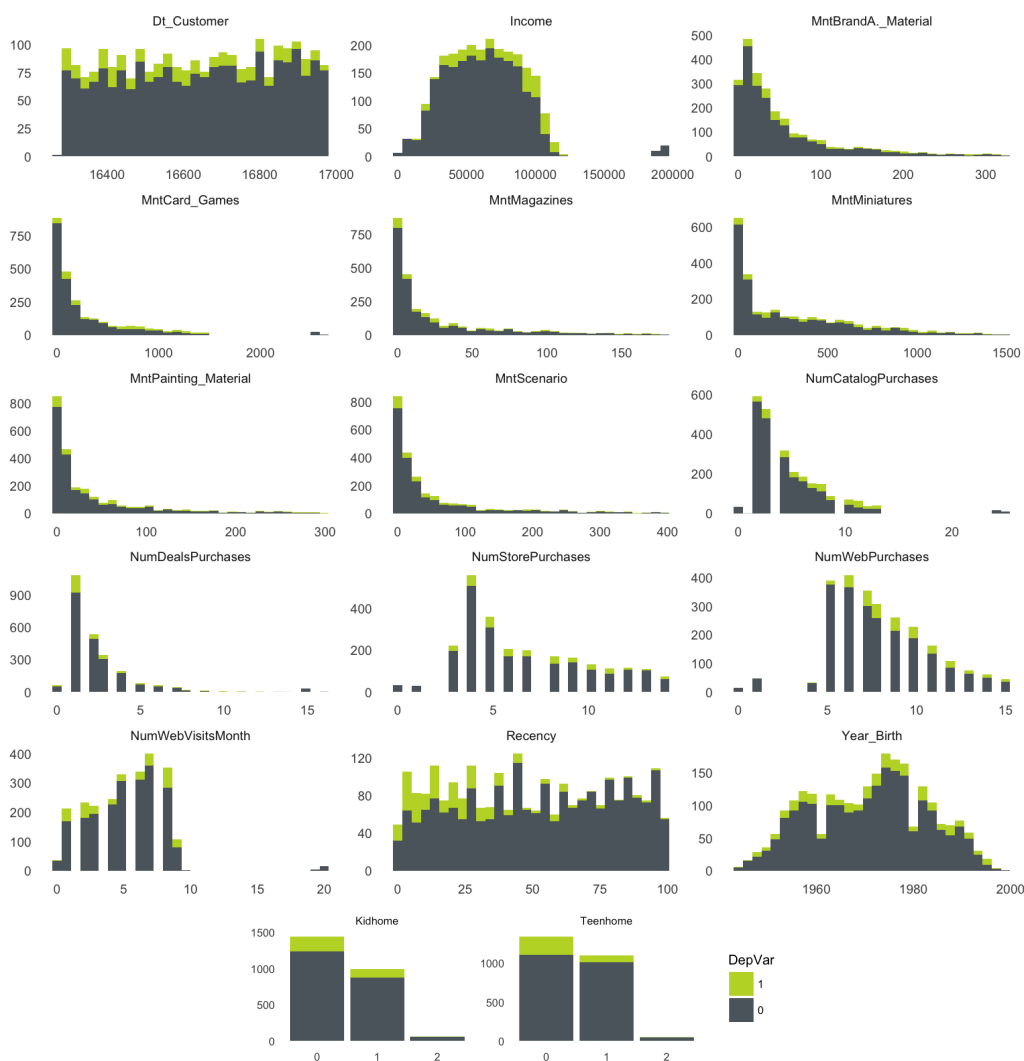 Dt_Customer
100
75
50
25
0
16400 16600 16800 17000
Income
200
150
100
50
0
0 50000 100000 150000 200000
MntBrandA._Material
500
400
300
200
100
0
0 100 200 300
MntCard_Games
750
500
250
0
0 1000 2000
MntMagazines
750
500
250
0
0 50 100 150
MntMiniatures
600
400
200
0
0 500 1000 1500
MntPainting_Material
800
600
400
200
0
0 100 200 300
MntScenario
800
600
400
200
0
0 100 200 300 400
NumCatalogPurchases
600
400
200
0
0 10 20
NumDealsPurchases
900
600
300
0
0 5 10 15
NumStorePurchases
400
200
0
0 5 10
NumWebPurchases
400
300
200
100
0
0 5 10 15
NumWebVisitsMonth
400
300
200
100
0
0 5 10 15 20
Recency
120
80
40
0
0 25 50 75 100
Year_Birth
150
100
50
0
1960 1980 2000
Kidhome
1500
1000
500
0
0 1 2
Teenhome
1000
500
0
0 1 2
DepVar
1
0